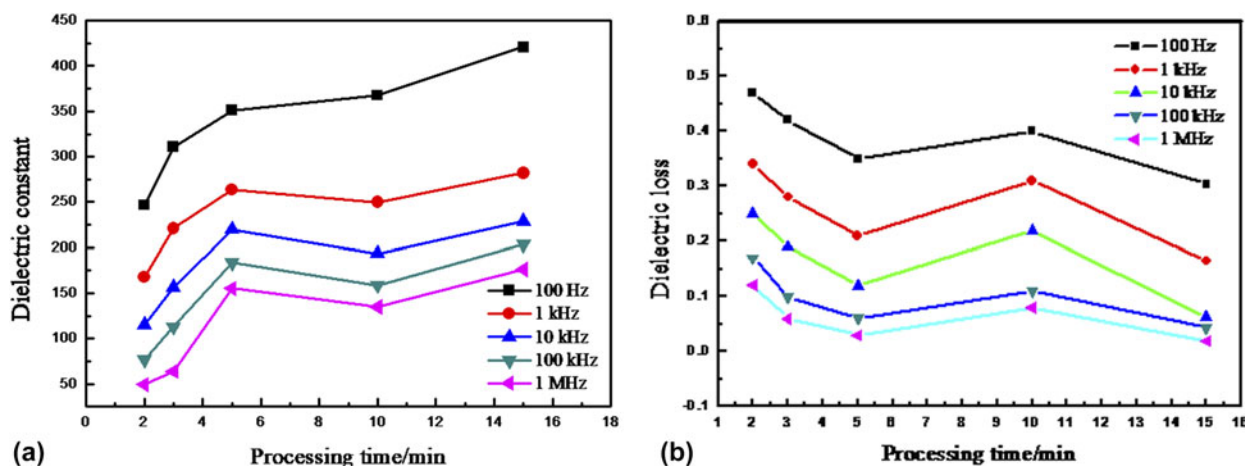 450
400
350
300
250
200
150
100
50
Dielectric constant
0 2 4 6 8 10 12 14 16 18
Processing time/min
100 Hz
1 kHz
10 kHz
100 kHz
1 MHz
(a)
0.6
0.5
0.4
0.3
0.2
0.1
0.0
-0.1
Dielectric loss
1 2 3 4 5 6 7 8 9 10 11 12 13 14 15 16
Processing time/min
100 Hz
1 kHz
10 kHz
100 kHz
1 MHz
(b)